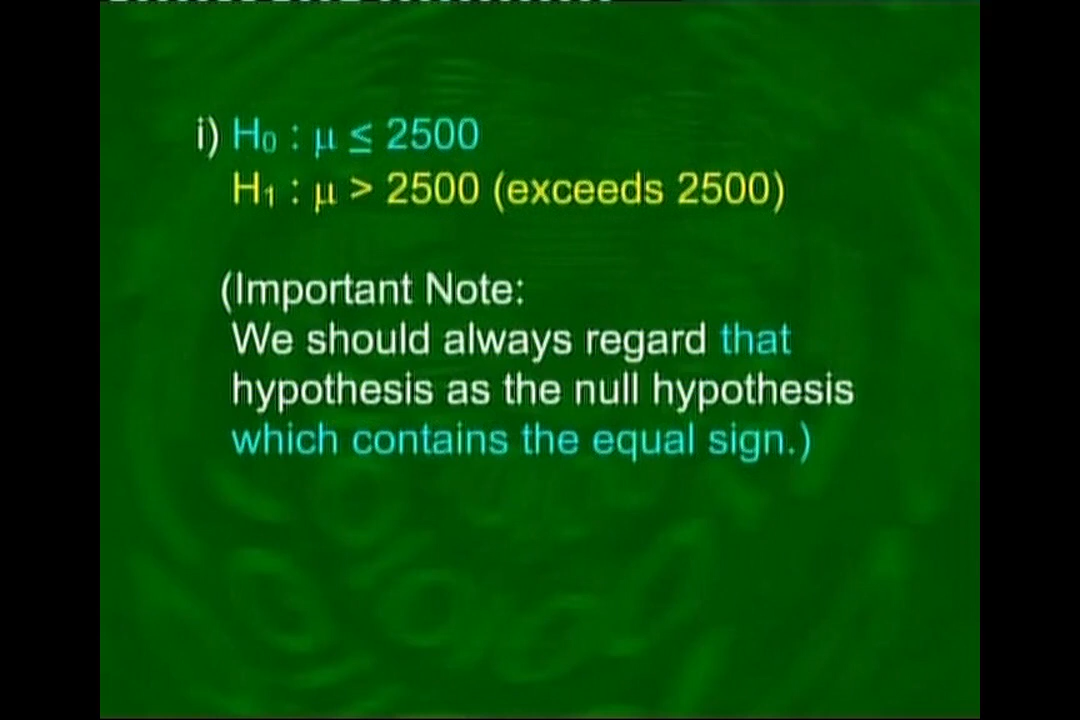 i) H₀ : μ ≤ 2500
H₁ : μ > 2500 (exceeds 2500)
(Important Note:
We should always regard that
hypothesis as the null hypothesis
which contains the equal sign.)